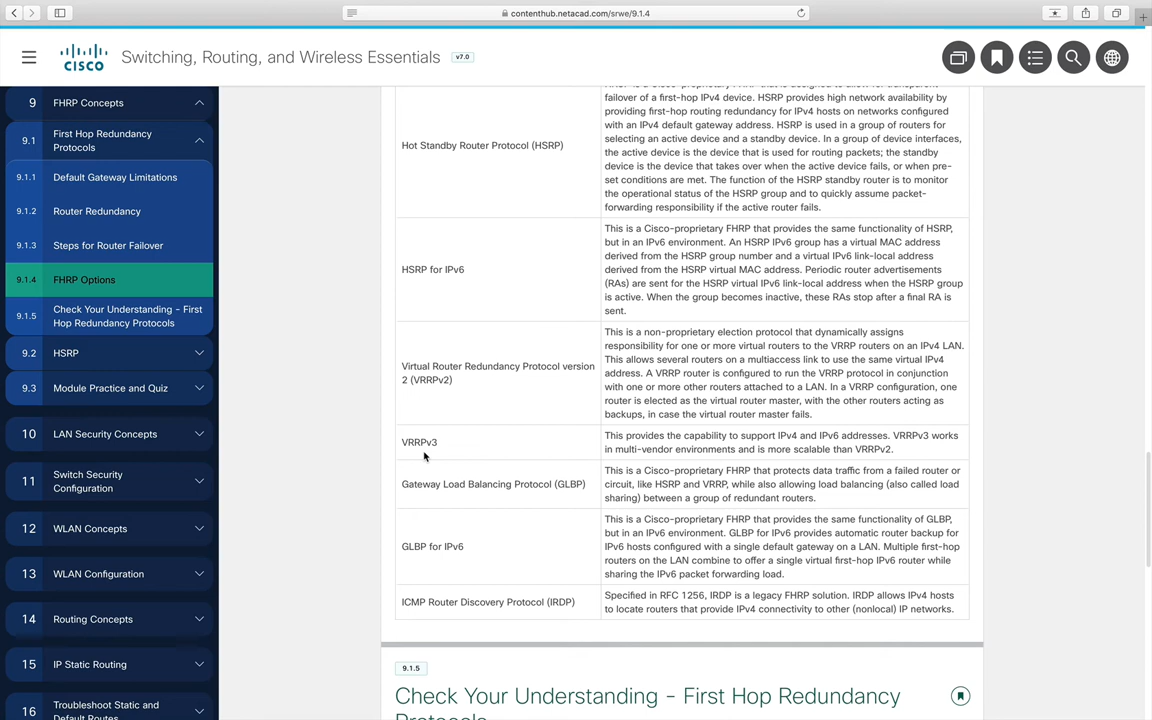 contenthub.netacad.com/srwe/9.1.4
CISCO
Switching, Routing, and Wireless Essentials
v7.0
9 FHRP Concepts
9.1 First Hop Redundancy
Protocols
9.1.1 Default Gateway Limitations
9.1.2 Router Redundancy
9.1.3 Steps for Router Failover
9.1.4 FHRP Options
9.1.5 Check Your Understanding - First
Hop Redundancy Protocols
9.2 HSRP
9.3 Module Practice and Quiz
10 LAN Security Concepts
11 Switch Security
Configuration
12 WLAN Concepts
13 WLAN Configuration
14 Routing Concepts
15 IP Static Routing
16 Troubleshoot Static and
Default Routes
Hot Standby Router Protocol (HSRP)
failover of a first-hop IPv4 device. HSRP provides high network availability by
providing first-hop routing redundancy for IPv4 hosts on networks configured
with an IPv4 default gateway address. HSRP is used in a group of routers for
selecting an active device and a standby device. In a group of device interfaces,
the active device is the device that is used for routing packets; the standby
device is the device that takes over when the active device fails, or when pre-
set conditions are met. The function of the HSRP standby router is to monitor
the operational status of the HSRP group and to quickly assume packet-
forwarding responsibility if the active router fails.
HSRP for IPv6
This is a Cisco-proprietary FHRP that provides the same functionality of HSRP,
but in an IPv6 environment. An HSRP IPv6 group has a virtual MAC address
derived from the HSRP group number and a virtual IPv6 link-local address
derived from the HSRP virtual MAC address. Periodic router advertisements
(RAs) are sent for the HSRP virtual IPv6 link-local address when the HSRP group
is active. When the group becomes inactive, these RAs stop after a final RA is
sent.
Virtual Router Redundancy Protocol version
2 (VRRPv2)
This is a non-proprietary election protocol that dynamically assigns
responsibility for one or more virtual routers to the VRRP routers on an IPv4 LAN.
This allows several routers on a multiaccess link to use the same virtual IPv4
address. A VRRP router is configured to run the VRRP protocol in conjunction
with one or more other routers attached to a LAN. In a VRRP configuration, one
router is elected as the virtual router master, with the other routers acting as
backups, in case the virtual router master fails.
VRRPv3
This provides the capability to support IPv4 and IPv6 addresses. VRRPv3 works
in multi-vendor environments and is more scalable than VRRPv2.
Gateway Load Balancing Protocol (GLBP)
This is a Cisco-proprietary FHRP that protects data traffic from a failed router or
circuit, like HSRP and VRRP, while also allowing load balancing (also called load
sharing) between a group of redundant routers.
GLBP for IPv6
This is a Cisco-proprietary FHRP that provides the same functionality of GLBP,
but in an IPv6 environment. GLBP for IPv6 provides automatic router backup for
IPv6 hosts configured with a single default gateway on a LAN. Multiple first-hop
routers on the LAN combine to offer a single virtual first-hop IPv6 router while
sharing the IPv6 packet forwarding load.
ICMP Router Discovery Protocol (IRDP)
Specified in RFC 1256, IRDP is a legacy FHRP solution. IRDP allows IPv4 hosts
to locate routers that provide IPv4 connectivity to other (nonlocal) IP networks.
9.1.5
Check Your Understanding - First Hop Redundancy
Protocols